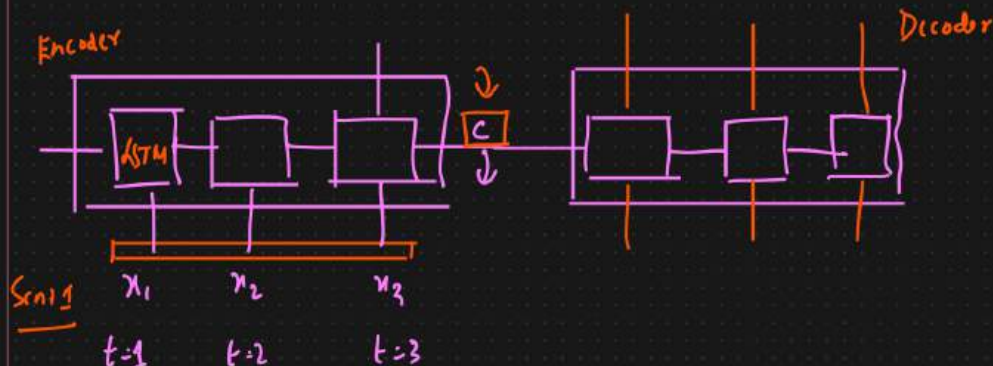 Encoder
Decoder
LSTM
C
Sent 1
x₁ x₂ x₃
t=1 t=2 t=3